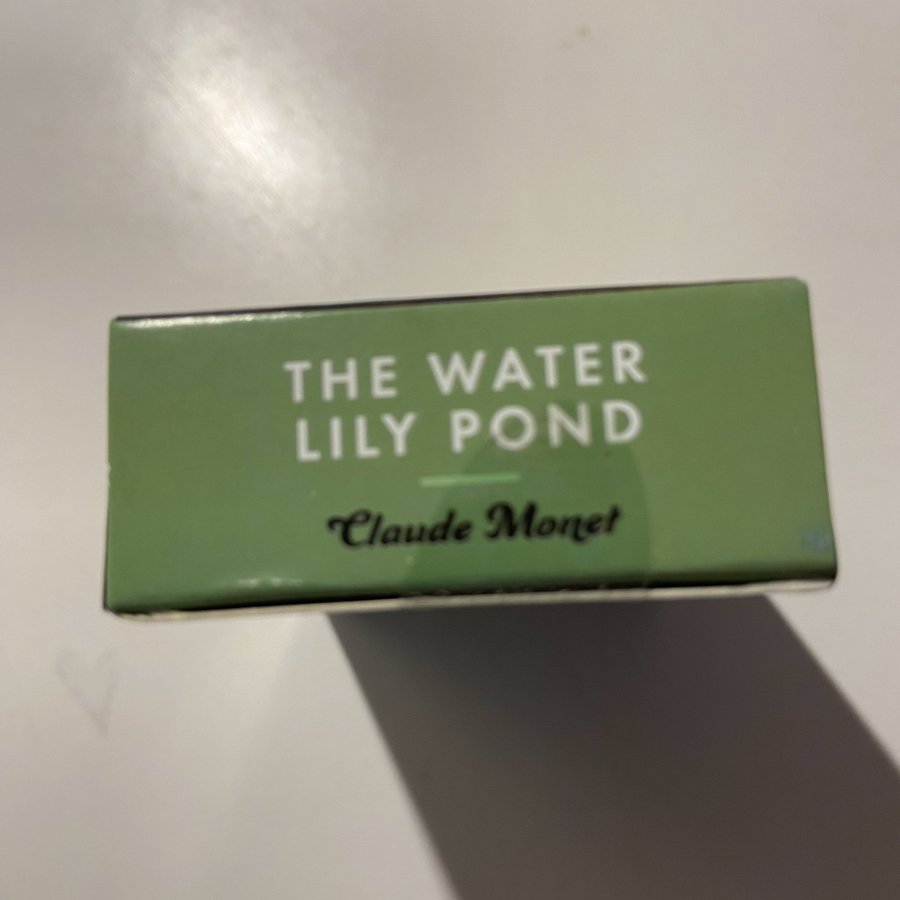 THE WATER
LILY POND
Claude Monet